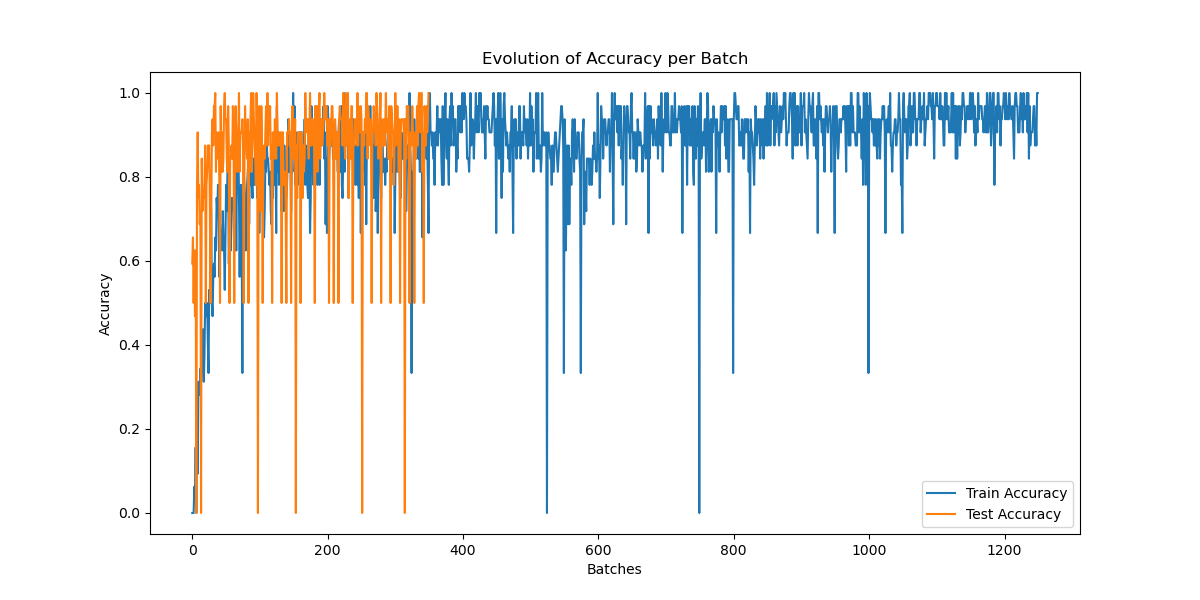 Evolution of Accuracy per Batch
1.0
0.8
0.6
0.4
0.2
0.0
Accuracy
0 200 400 600 800 1000 1200
Batches
Train Accuracy
Test Accuracy